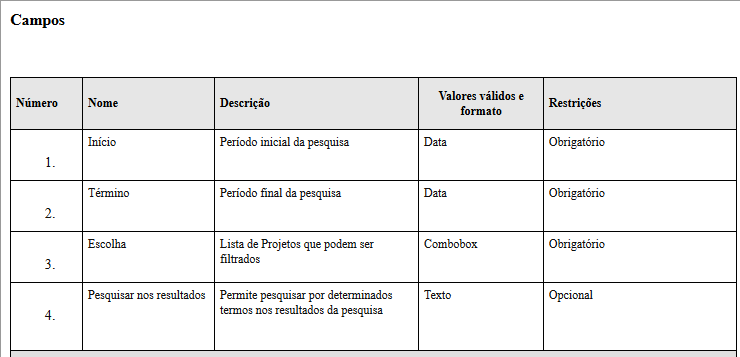 Campos
Número Nome Descrição Valores válidos e formato Restrições
1. Início Período inicial da pesquisa Data Obrigatório
2. Término Período final da pesquisa Data Obrigatório
3. Escolha Lista de Projetos que podem ser filtrados Combobox Obrigatório
4. Pesquisar nos resultados Permite pesquisar por determinados termos nos resultados da pesquisa Texto Opcional